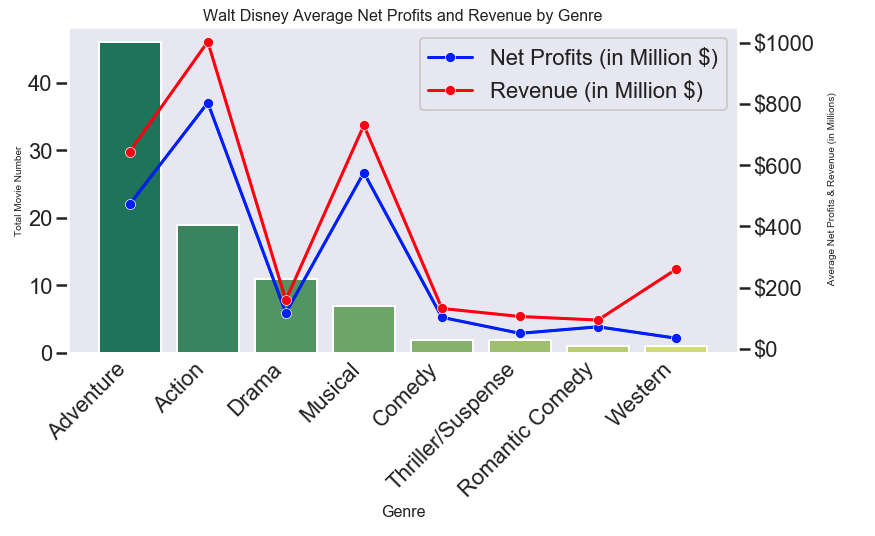 Walt Disney Average Net Profits and Revenue by Genre
Net Profits (in Million $)
Revenue (in Million $)
Total Movie Number
40
30
20
10
0
$1000
$800
$600
$400
$200
$0
Average Net Profits & Revenue (in Millions)
Adventure
Action
Drama
Musical
Comedy
Thriller/Suspense
Romantic Comedy
Western
Genre